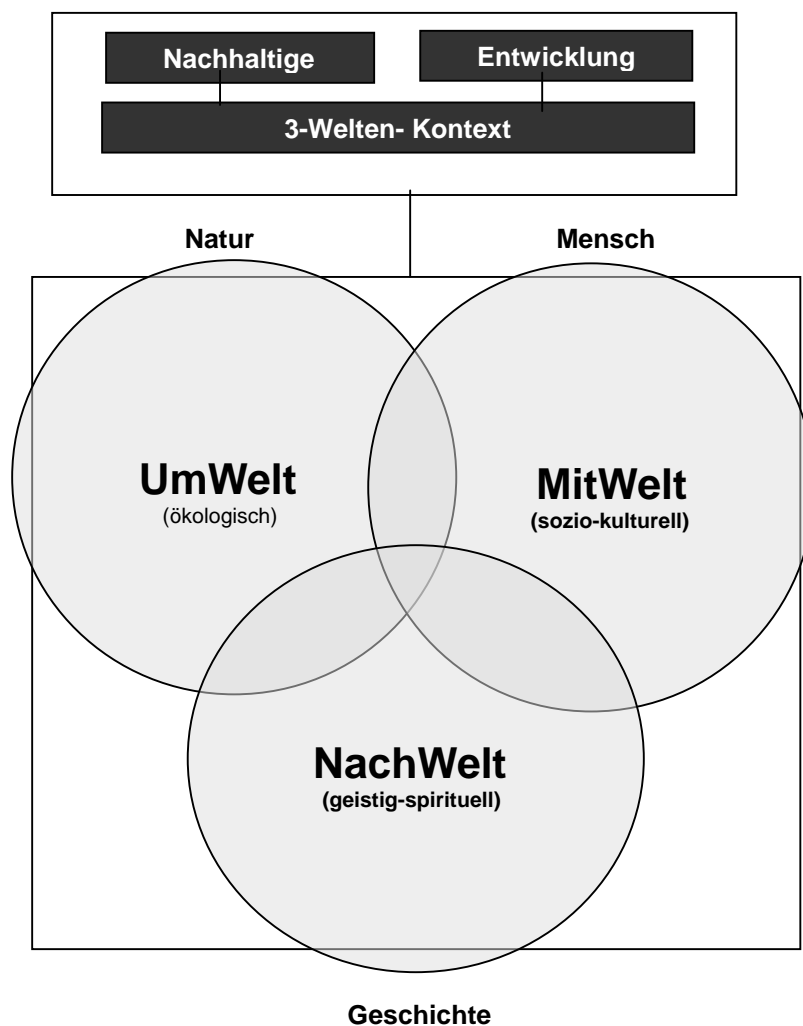 Nachhaltige
Entwicklung
3-Welten- Kontext
Natur
Mensch
UmWelt
(ökologisch)
MitWelt
(sozio-kulturell)
NachWelt
(geistig-spirituell)
Geschichte